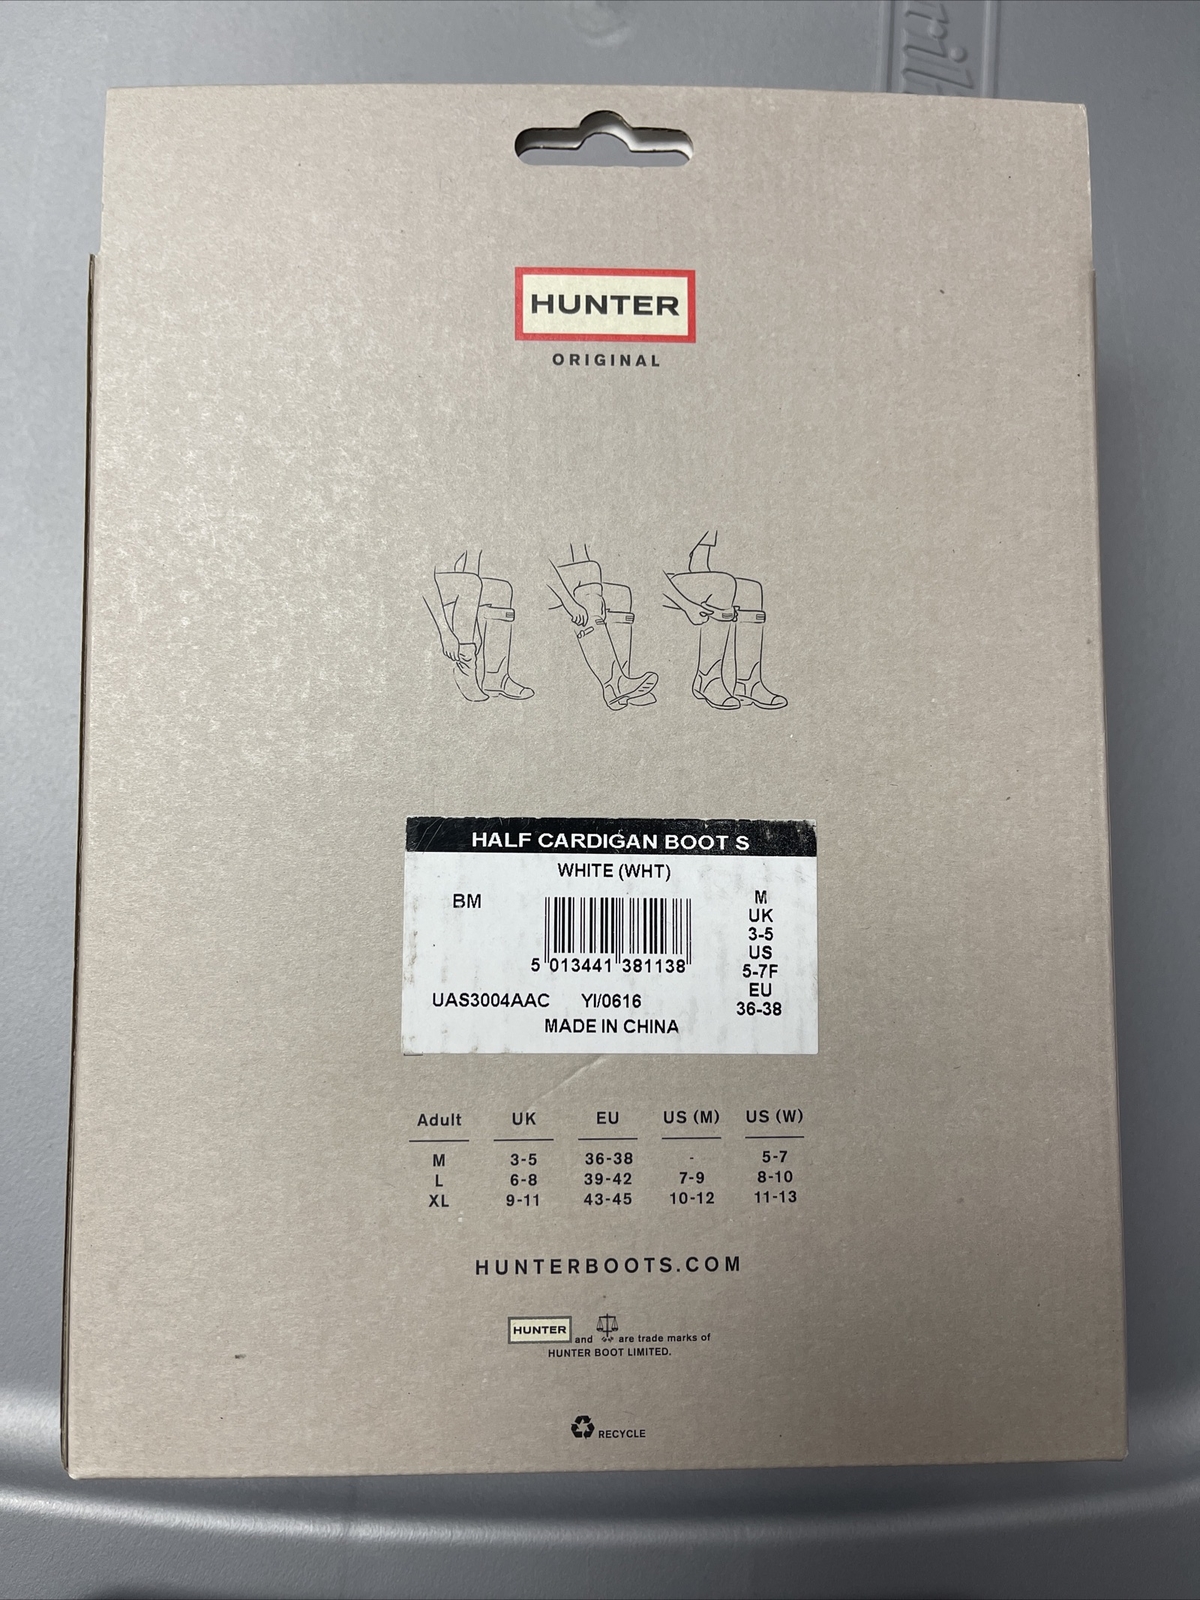 HUNTER
ORIGINAL
HALF CARDIGAN BOOT S
WHITE (WHT)
BM
M
UK
3-5
US
5-7F
EU
36-38
5 013441 381138
UAS3004AAC YI/0616
MADE IN CHINA
Adult UK EU US (M) US (W)
M 3-5 36-38 - 5-7
L 6-8 39-42 7-9 8-10
XL 9-11 43-45 10-12 11-13
HUNTERBOOTS.COM
HUNTER and are trade marks of
HUNTER BOOT LIMITED.
RECYCLE